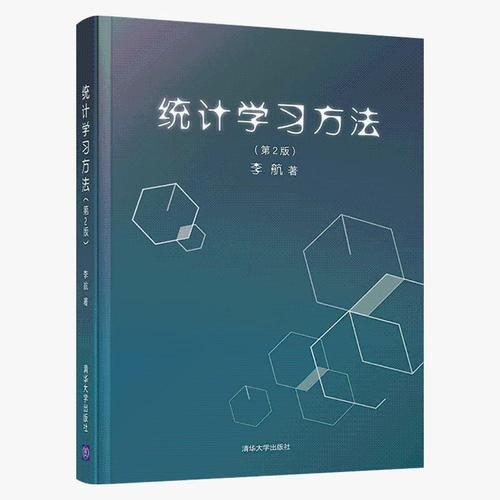 统计学习方法
(第2版)
李航 著
清华大学出版社
统计学习方法(第2版)
李航 著
清华大学出版社